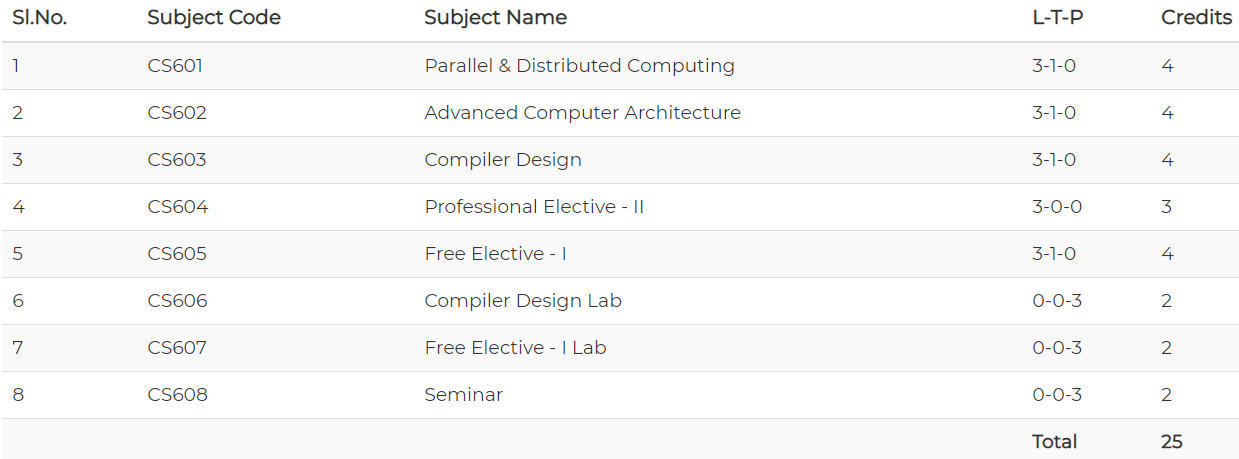 Sl.No. Subject Code Subject Name L-T-P Credits
1 CS601 Parallel & Distributed Computing 3-1-0 4
2 CS602 Advanced Computer Architecture 3-1-0 4
3 CS603 Compiler Design 3-1-0 4
4 CS604 Professional Elective - II 3-0-0 3
5 CS605 Free Elective - I 3-1-0 4
6 CS606 Compiler Design Lab 0-0-3 2
7 CS607 Free Elective - I Lab 0-0-3 2
8 CS608 Seminar 0-0-3 2
Total 25